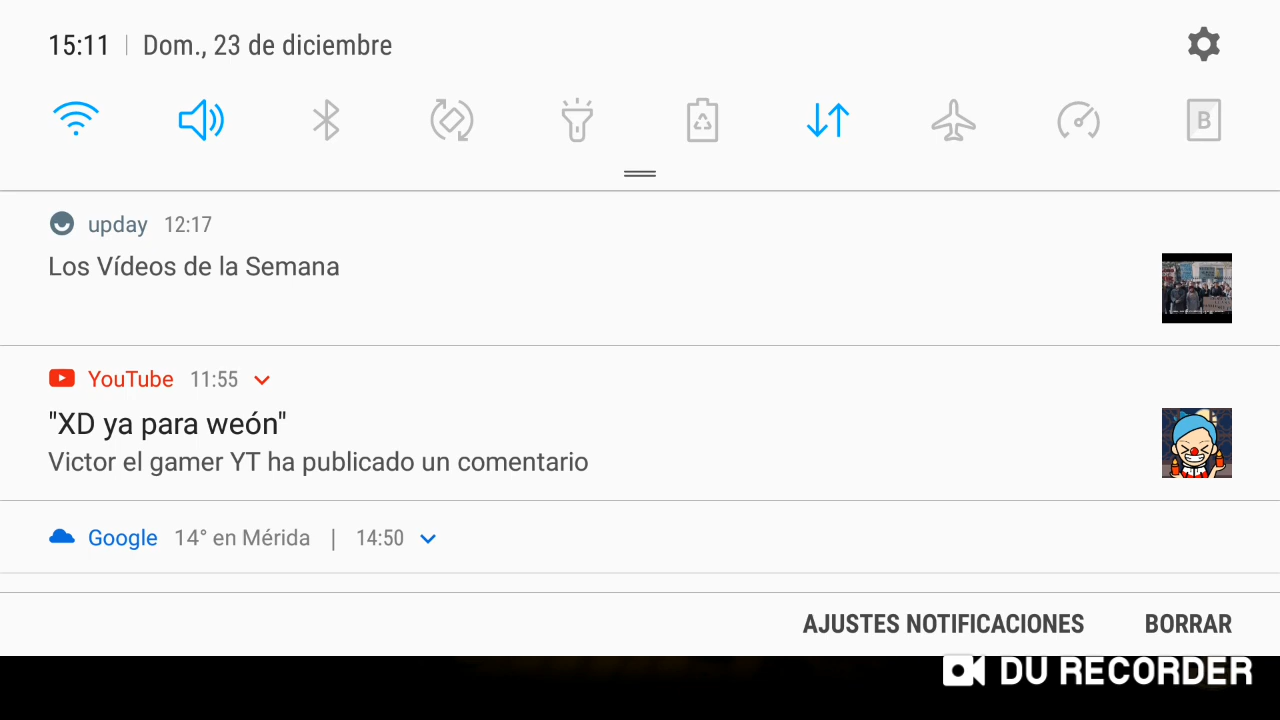 15:11 | Dom., 23 de diciembre
B
upday 12:17
Los Vídeos de la Semana
YouTube 11:55
"XD ya para weón"
Victor el gamer YT ha publicado un comentario
Google 14° en Mérida | 14:50
AJUSTES NOTIFICACIONES BORRAR
DU RECORDER